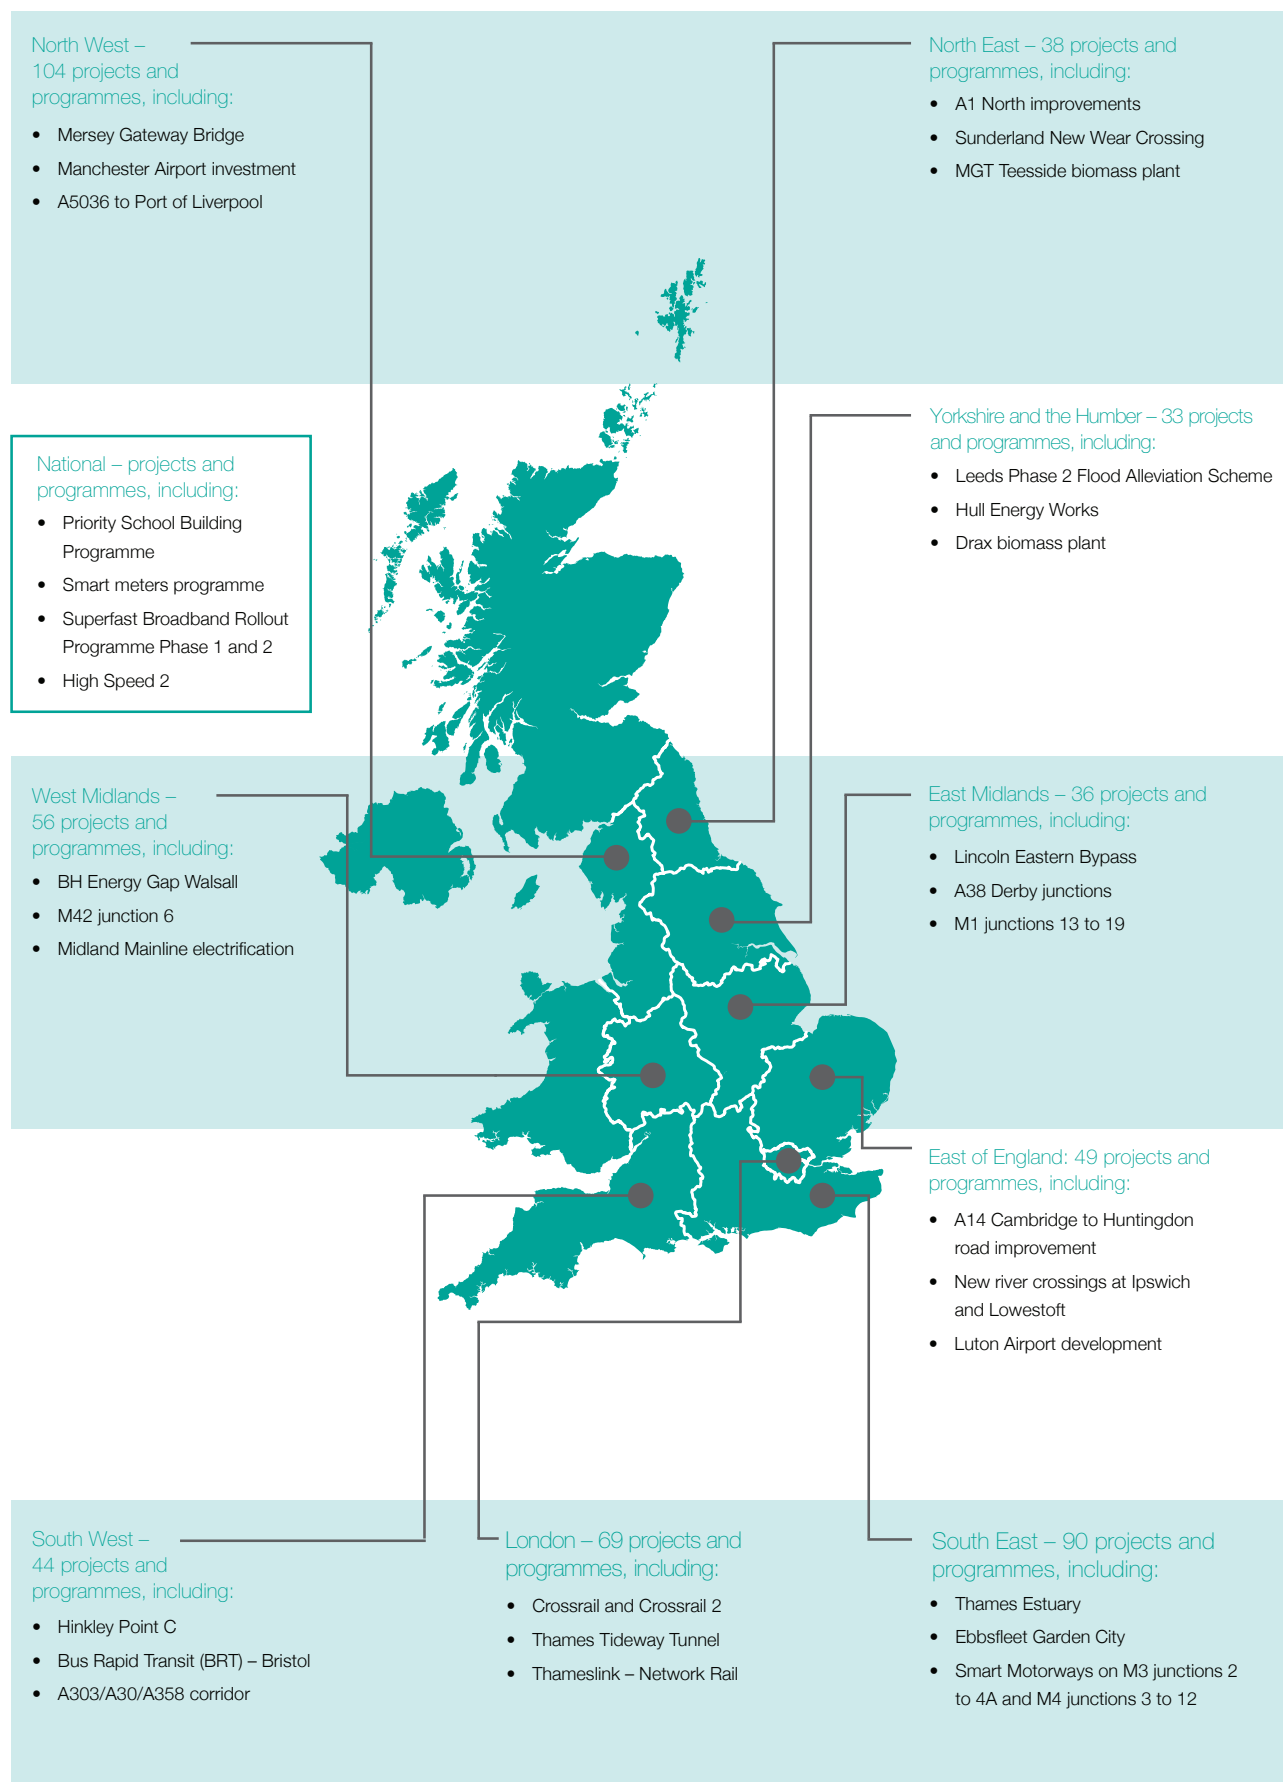 North West –
104 projects and
programmes, including:
• Mersey Gateway Bridge
• Manchester Airport investment
• A5036 to Port of Liverpool
North East – 38 projects and
programmes, including:
• A1 North improvements
• Sunderland New Wear Crossing
• MGT Teesside biomass plant
National – projects and
programmes, including:
• Priority School Building
Programme
• Smart meters programme
• Superfast Broadband Rollout
Programme Phase 1 and 2
• High Speed 2
Yorkshire and the Humber – 33 projects
and programmes, including:
• Leeds Phase 2 Flood Alleviation Scheme
• Hull Energy Works
• Drax biomass plant
West Midlands –
56 projects and
programmes, including:
• BH Energy Gap Walsall
• M42 junction 6
• Midland Mainline electrification
East Midlands – 36 projects and
programmes, including:
• Lincoln Eastern Bypass
• A38 Derby junctions
• M1 junctions 13 to 19
East of England: 49 projects and
programmes, including:
• A14 Cambridge to Huntingdon
road improvement
• New river crossings at Ipswich
and Lowestoft
• Luton Airport development
South West –
44 projects and
programmes, including:
• Hinkley Point C
• Bus Rapid Transit (BRT) – Bristol
• A303/A30/A358 corridor
London – 69 projects and
programmes, including:
• Crossrail and Crossrail 2
• Thames Tideway Tunnel
• Thameslink – Network Rail
South East – 90 projects and
programmes, including:
• Thames Estuary
• Ebbsfleet Garden City
• Smart Motorways on M3 junctions 2
to 4A and M4 junctions 3 to 12